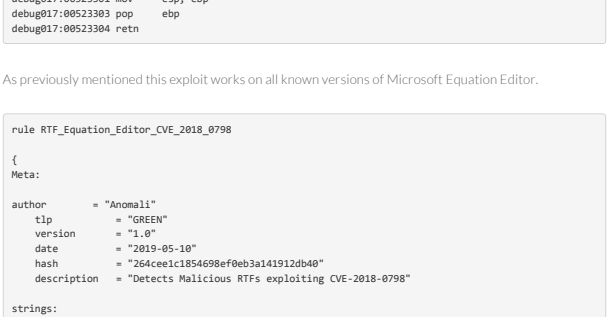 debug017:00523301 mov     esp, ebp
debug017:00523303 pop     ebp
debug017:00523304 retn
As previously mentioned this exploit works on all known versions of Microsoft Equation Editor.
rule RTF_Equation_Editor_CVE_2018_0798
{
Meta:
author        = "Anomali"
    tlp           = "GREEN"
    version       = "1.0"
    date          = "2019-05-10"
    hash          = "264cee1c1854698ef0eb3a141912db40"
    description   = "Detects Malicious RTFs exploiting CVE-2018-0798"
strings: